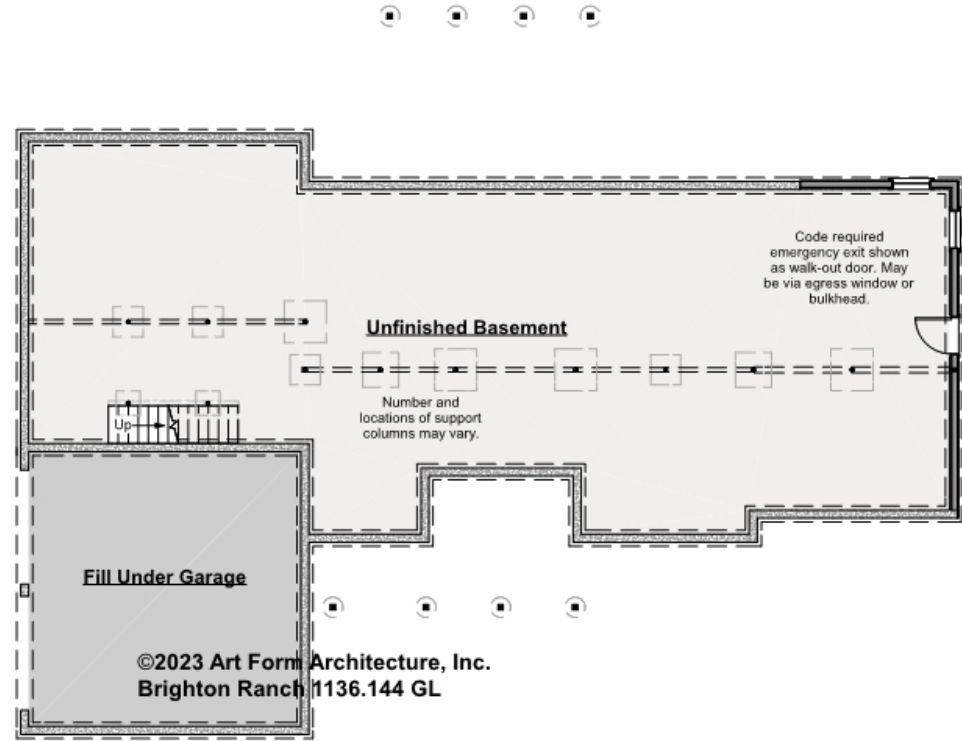 Code required
emergency exit shown
as walk-out door. May
be via egress window or
bulkhead.
Unfinished Basement
Number and
locations of support
columns may vary.
Up
Fill Under Garage
©2023 Art Form Architecture, Inc.
Brighton Ranch 1136.144 GL